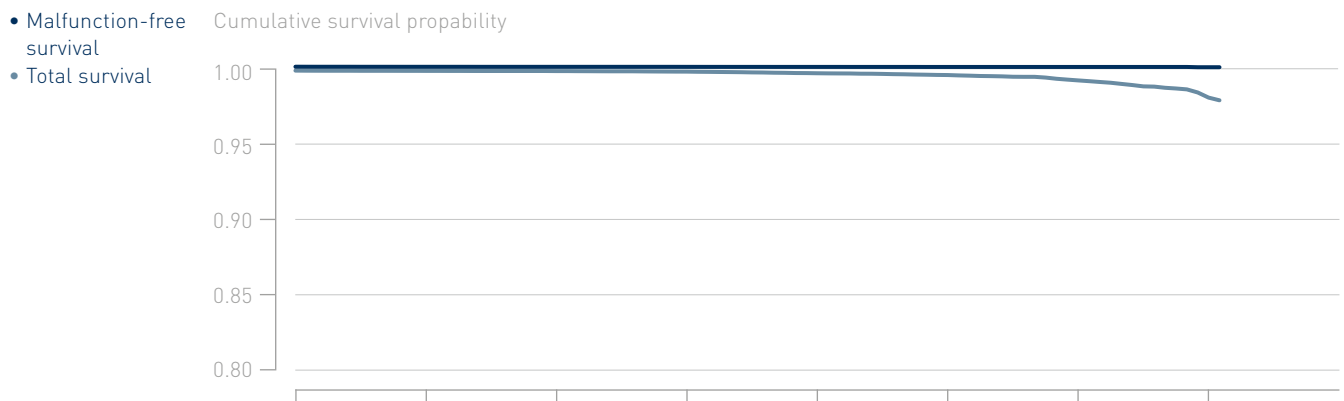 • Malfunction-free
survival
• Total survival
Cumulative survival propability
1.00
0.95
0.90
0.85
0.80